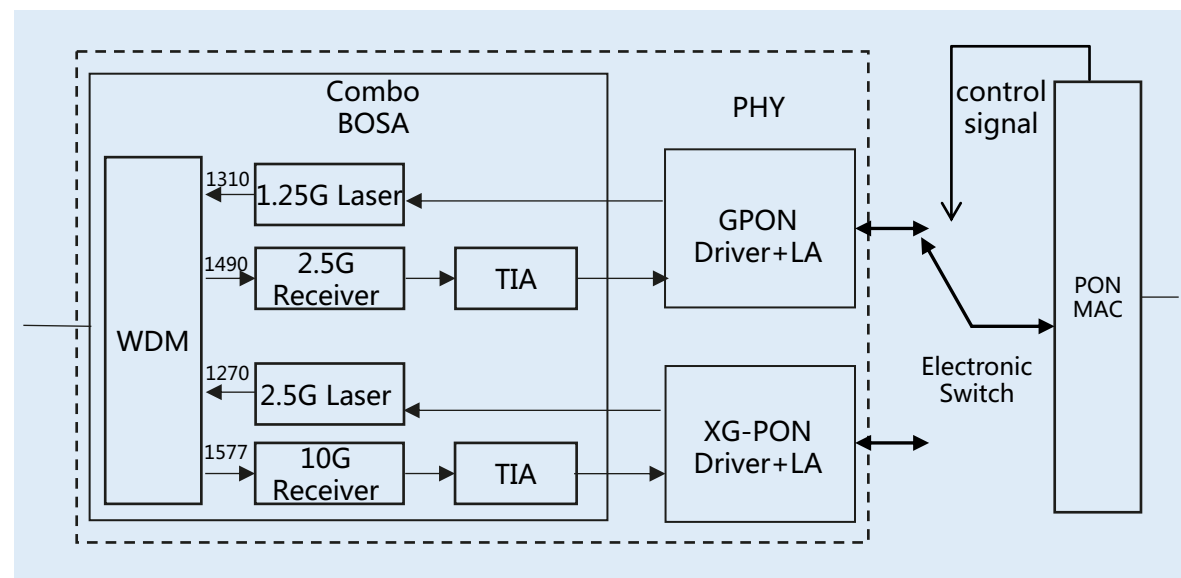 Combo
BOSA
PHY
control
signal
1310
1.25G Laser
GPON
Driver+LA
1490
2.5G
Receiver
TIA
PON
MAC
WDM
1270
2.5G Laser
Electronic
Switch
XG-PON
Driver+LA
1577
10G
Receiver
TIA